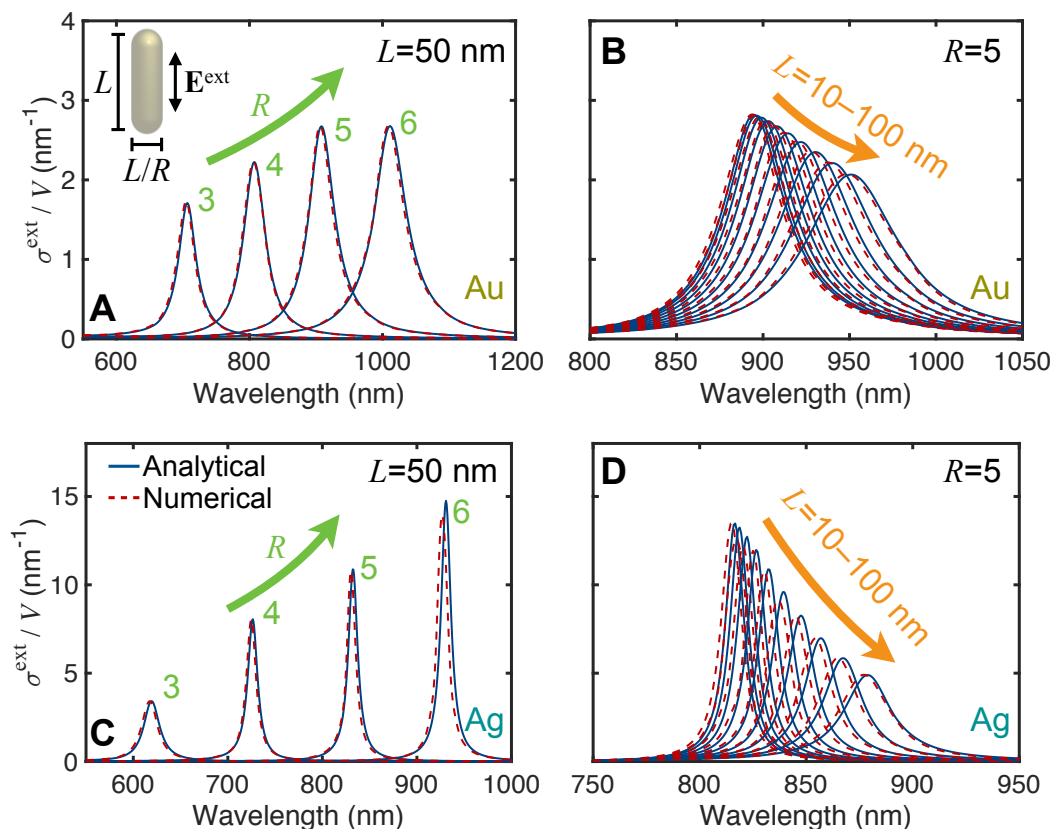 A
L=50 nm
L
E^ext
L/R
R
3
4
5
6
Au
σ^ext / V (nm^-1)
4
3
2
1
0
600
800
1000
1200
Wavelength (nm)
B
R=5
L=10–100 nm
Au
800
850
900
950
1000
1050
Wavelength (nm)
C
Analytical
Numerical
L=50 nm
R
3
4
5
6
Ag
σ^ext / V (nm^-1)
15
10
5
0
600
700
800
900
1000
Wavelength (nm)
D
R=5
L=10–100 nm
Ag
750
800
850
900
950
Wavelength (nm)